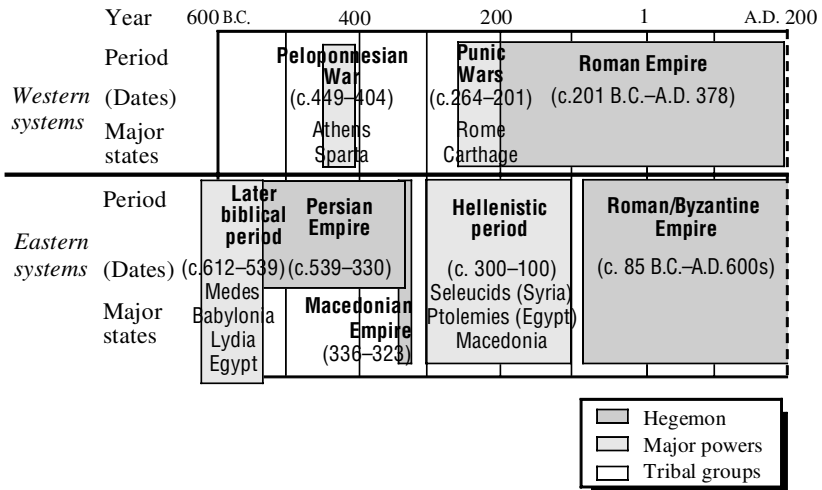 Year 600 B.C. 400 200 1 A.D. 200
Western systems
Period
(Dates)
Major states
Peloponnesian
War
(c.449–404)
Athens
Sparta
Punic
Wars
(c.264–201)
Rome
Carthage
Roman Empire
(c.201 B.C.–A.D. 378)
Eastern systems
Period
(Dates)
Major states
Later
biblical
period
(c.612–539)
Medes
Babylonia
Lydia
Egypt
Persian
Empire
(c.539–330)
Macedonian
Empire
(336–323)
Hellenistic
period
(c. 300–100)
Seleucids (Syria)
Ptolemies (Egypt)
Macedonia
Roman/Byzantine
Empire
(c. 85 B.C.–A.D.600s)
Hegemon
Major powers
Tribal groups